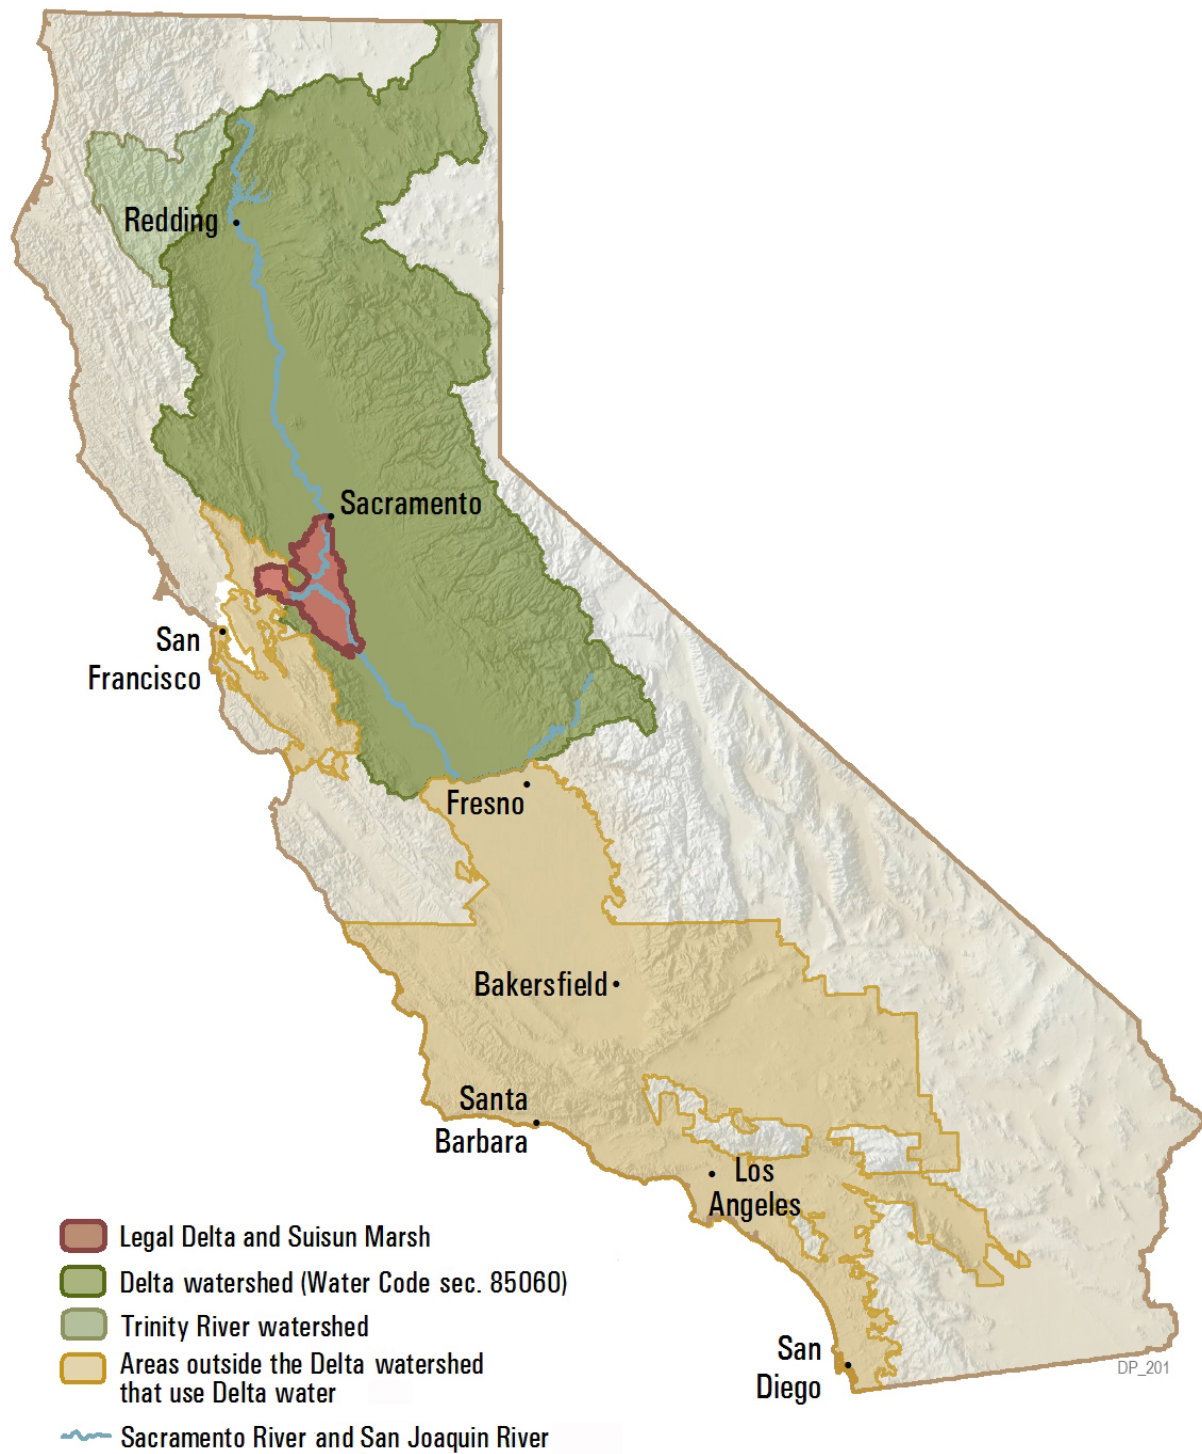 Redding
Sacramento
San
Francisco
Fresno
Bakersfield
Santa
Barbara
Los
Angeles
San
Diego
DP_201
Legal Delta and Suisun Marsh
Delta watershed (Water Code sec. 85060)
Trinity River watershed
Areas outside the Delta watershed
that use Delta water
Sacramento River and San Joaquin River